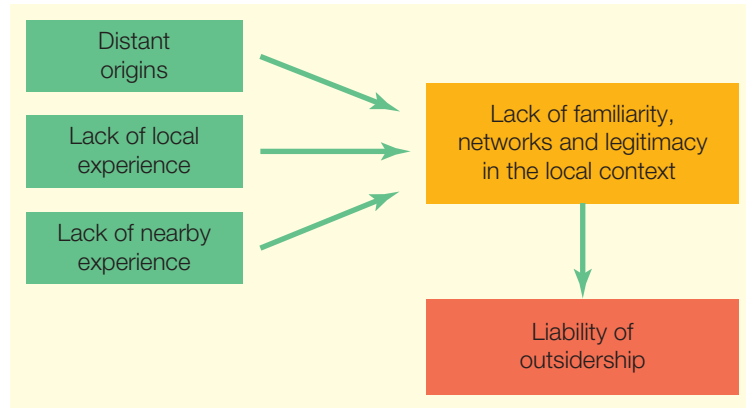 Distant
origins
Lack of local
experience
Lack of nearby
experience
Lack of familiarity,
networks and legitimacy
in the local context
Liability of
outsidership